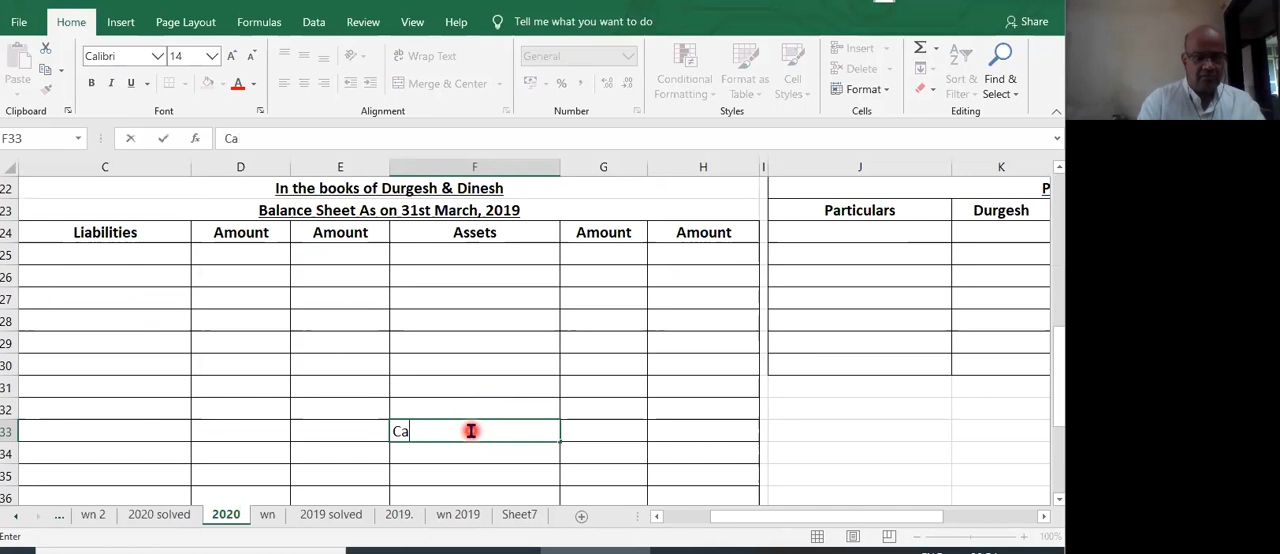 File Home Insert Page Layout Formulas Data Review View Help Tell me what you want to do Share
Calibri 14 A A Wrap Text General Insert Σ
Paste Merge & Center % , Conditional Format as Cell Delete Sort & Find &
B I U A Formatting Table Styles Format Filter Select
Clipboard Font Alignment Number Styles Cells Editing
F33 fx Ca
C D E F G H I J K
22 In the books of Durgesh & Dinesh P
23 Balance Sheet As on 31st March, 2019 Particulars Durgesh
24 Liabilities Amount Amount Assets Amount Amount
25
26
27
28
29
30
31
32
33 Ca
34
35
36
... wn 2 2020 solved 2020 wn 2019 solved 2019. wn 2019 Sheet7
Enter 100%